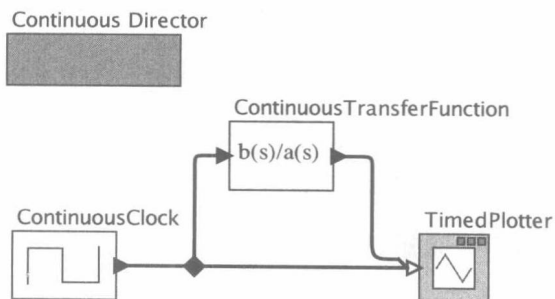 Continuous Director
ContinuousTransferFunction
b(s)/a(s)
ContinuousClock
TimedPlotter